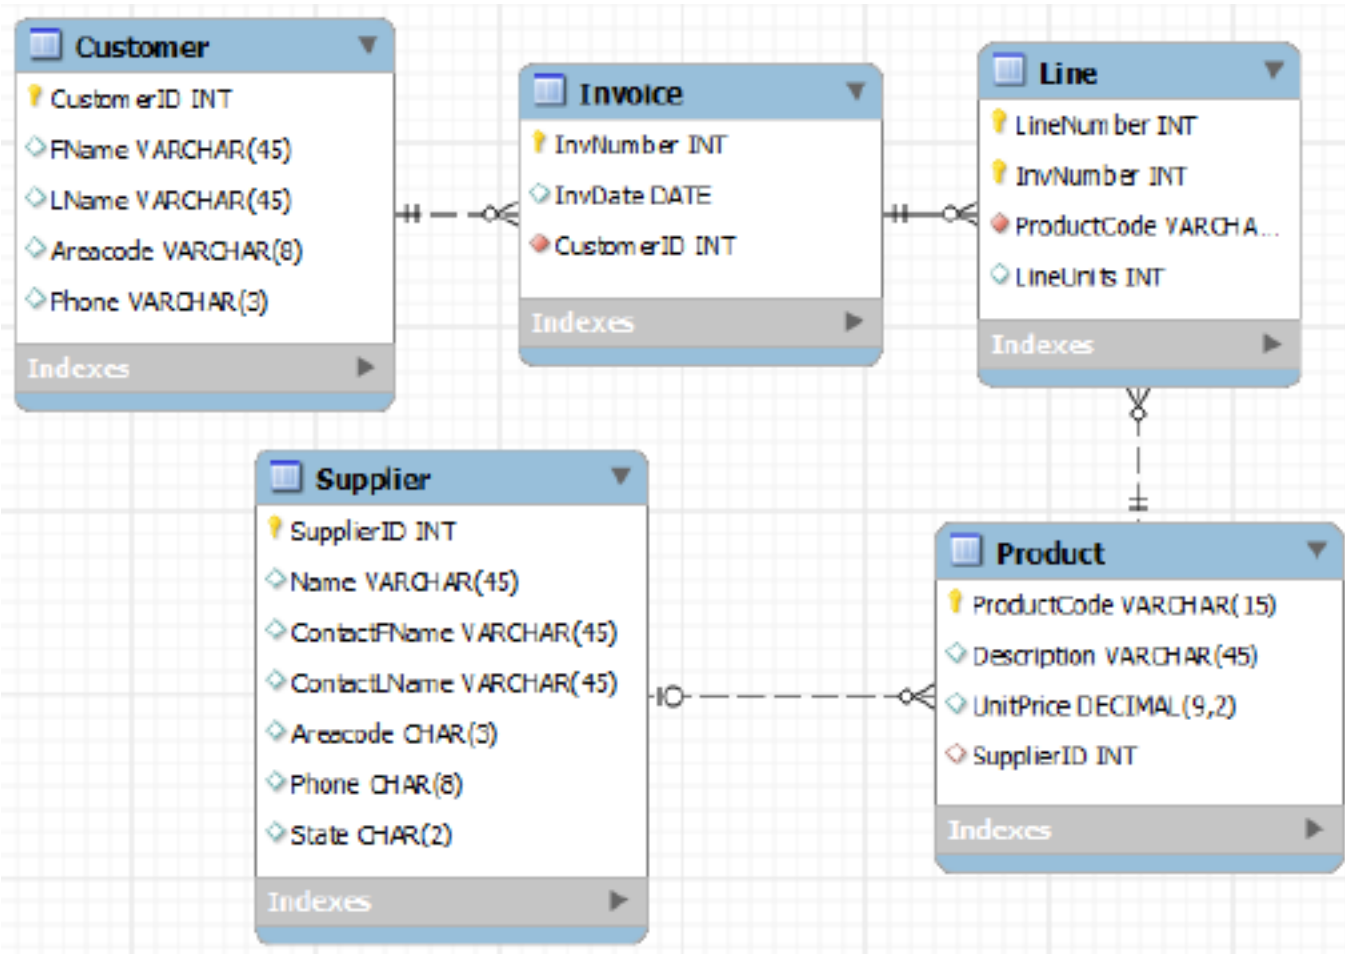 Customer
CustomerID INT
FName VARCHAR(45)
LName VARCHAR(45)
Areacode VARCHAR(8)
Phone VARCHAR(3)
Indexes
Invoice
InvNumber INT
InvDate DATE
CustomerID INT
Indexes
Line
LineNumber INT
InvNumber INT
ProductCode VARCHA...
LineUnits INT
Indexes
Supplier
SupplierID INT
Name VARCHAR(45)
ContactFName VARCHAR(45)
ContactLName VARCHAR(45)
Areacode CHAR(3)
Phone CHAR(8)
State CHAR(2)
Indexes
Product
ProductCode VARCHAR(15)
Description VARCHAR(45)
UnitPrice DECIMAL(9,2)
SupplierID INT
Indexes